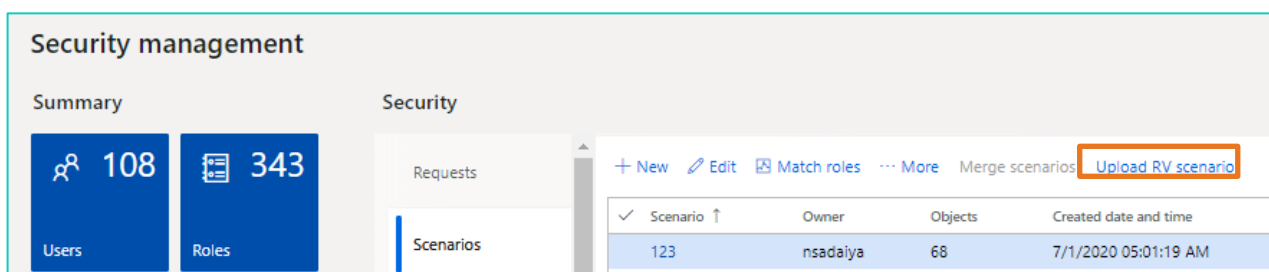 Security management
Summary
Security
108
343
Users
Roles
Requests
Scenarios
+ New Edit Match roles ··· More Merge scenarios Upload RV scenario
Scenario ↑ Owner Objects Created date and time
123 nsadaiya 68 7/1/2020 05:01:19 AM